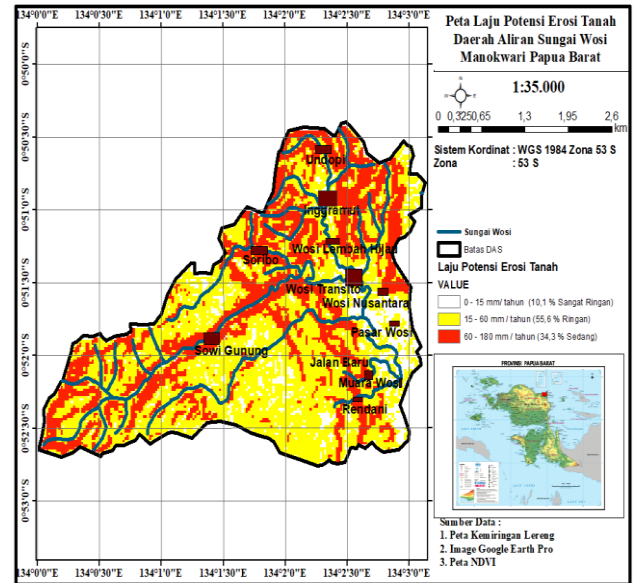 134°0'0"E 134°0'30"E 134°1'0"E 134°1'30"E 134°2'0"E 134°2'30"E 134°3'0"E
0°50'0"S
0°50'30"S
0°51'0"S
0°51'30"S
0°52'0"S
0°52'30"S
0°53'0"S
Undopi
Inggramui
Wosi Lembah Hijau
Soribo
Wosi Transito
Wosi Nusantara
Pasar Wosi
Sowi Gunung
Jalan Baru
Muara Wosi
Rendani
134°0'0"E 134°0'30"E 134°1'0"E 134°1'30"E 134°2'0"E 134°2'30"E 134°3'0"E
Peta Laju Potensi Erosi Tanah
Daerah Aliran Sungai Wosi
Manokwari Papua Barat
1:35.000
0 0,3250,65 1,3 1,95 2,6
km
Sistem Kordinat : WGS 1984 Zona 53 S
Zona : 53 S
Sungai Wosi
Batas DAS
Laju Potensi Erosi Tanah
VALUE
0 - 15 mm/ tahun (10,1 % Sangat Ringan)
15 - 60 mm / tahun (55,6 % Ringan)
60 - 180 mm / tahun (34,3 % Sedang)
PROVINSI PAPUA BARAT
Sumber Data :
1. Peta Kemiringan Lereng
2. Image Google Earth Pro
3. Peta NDVI